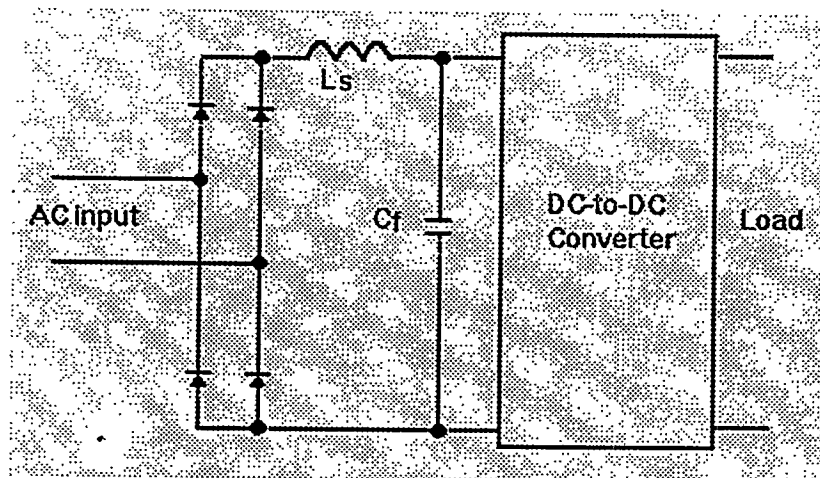 Ls
AC input
Cf
DC-to-DC
Converter
Load